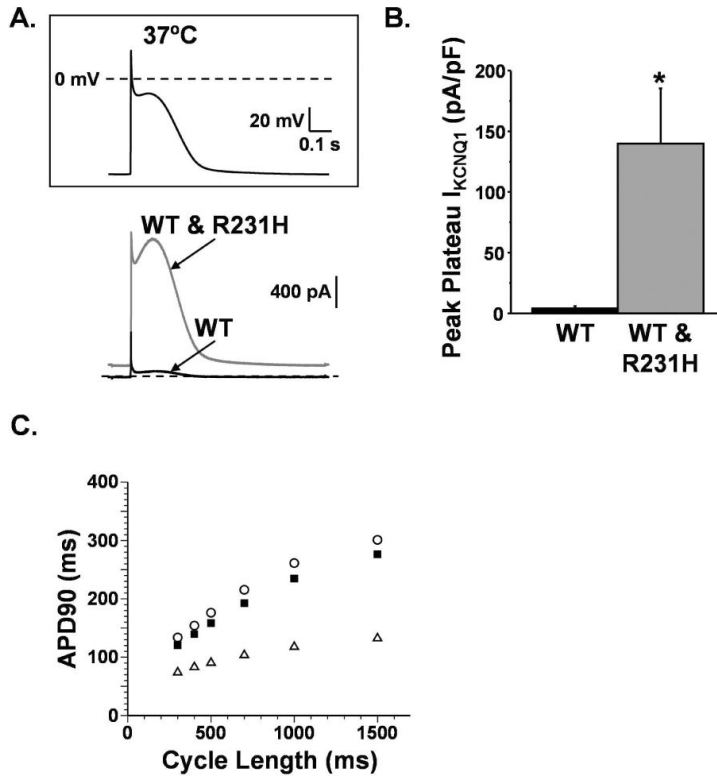 A.
37ºC
0 mV
20 mV
0.1 s
WT & R231H
400 pA
WT
B.
Peak Plateau I_KCNQ1 (pA/pF)
200
150
100
50
0
WT
WT &
R231H
*
C.
APD90 (ms)
400
300
200
100
0
0 500 1000 1500
Cycle Length (ms)